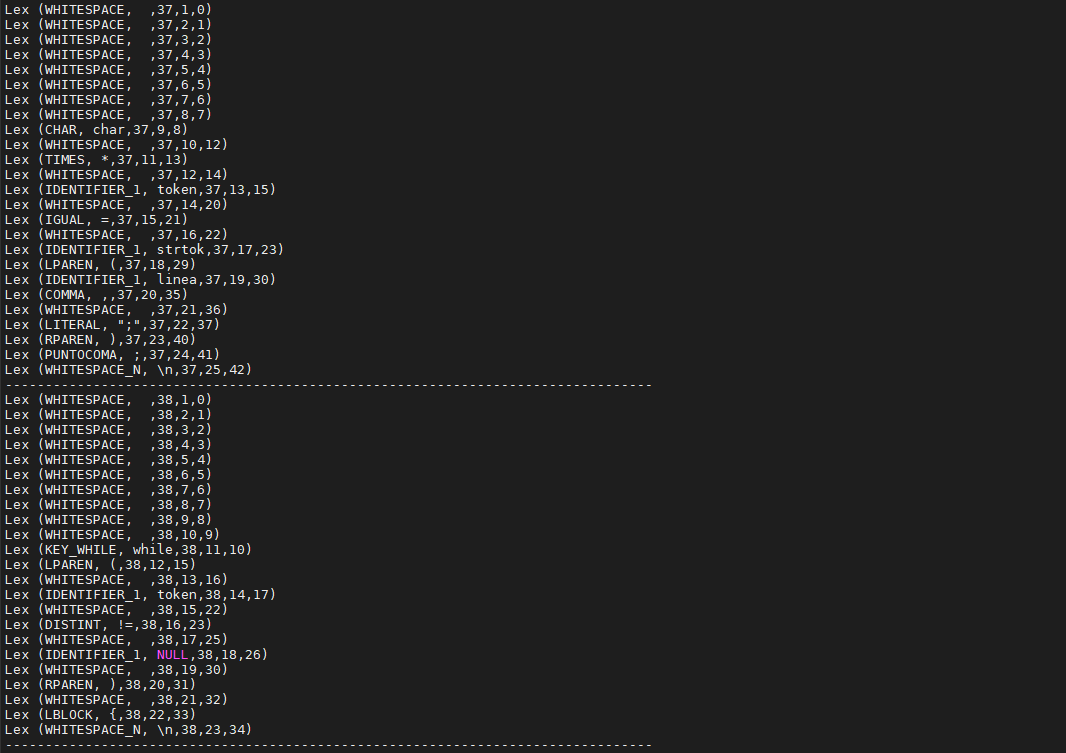 Lex (WHITESPACE,  ,37,1,0)
Lex (WHITESPACE,  ,37,2,1)
Lex (WHITESPACE,  ,37,3,2)
Lex (WHITESPACE,  ,37,4,3)
Lex (WHITESPACE,  ,37,5,4)
Lex (WHITESPACE,  ,37,6,5)
Lex (WHITESPACE,  ,37,7,6)
Lex (WHITESPACE,  ,37,8,7)
Lex (CHAR, char,37,9,8)
Lex (WHITESPACE,  ,37,10,12)
Lex (TIMES, *,37,11,13)
Lex (WHITESPACE,  ,37,12,14)
Lex (IDENTIFIER_1, token,37,13,15)
Lex (WHITESPACE,  ,37,14,20)
Lex (IGUAL, =,37,15,21)
Lex (WHITESPACE,  ,37,16,22)
Lex (IDENTIFIER_1, strtok,37,17,23)
Lex (LPAREN, (,37,18,29)
Lex (IDENTIFIER_1, linea,37,19,30)
Lex (COMMA, ,,37,20,35)
Lex (WHITESPACE,  ,37,21,36)
Lex (LITERAL, ";",37,22,37)
Lex (RPAREN, ),37,23,40)
Lex (PUNTOCOMA, ;,37,24,41)
Lex (WHITESPACE_N, \n,37,25,42)
---------------------------------------------------------------------------------
Lex (WHITESPACE,  ,38,1,0)
Lex (WHITESPACE,  ,38,2,1)
Lex (WHITESPACE,  ,38,3,2)
Lex (WHITESPACE,  ,38,4,3)
Lex (WHITESPACE,  ,38,5,4)
Lex (WHITESPACE,  ,38,6,5)
Lex (WHITESPACE,  ,38,7,6)
Lex (WHITESPACE,  ,38,8,7)
Lex (WHITESPACE,  ,38,9,8)
Lex (WHITESPACE,  ,38,10,9)
Lex (KEY_WHILE, while,38,11,10)
Lex (LPAREN, (,38,12,15)
Lex (WHITESPACE,  ,38,13,16)
Lex (IDENTIFIER_1, token,38,14,17)
Lex (WHITESPACE,  ,38,15,22)
Lex (DISTINT, !=,38,16,23)
Lex (WHITESPACE,  ,38,17,25)
Lex (IDENTIFIER_1, NULL,38,18,26)
Lex (WHITESPACE,  ,38,19,30)
Lex (RPAREN, ),38,20,31)
Lex (WHITESPACE,  ,38,21,32)
Lex (LBLOCK, {,38,22,33)
Lex (WHITESPACE_N, \n,38,23,34)
---------------------------------------------------------------------------------